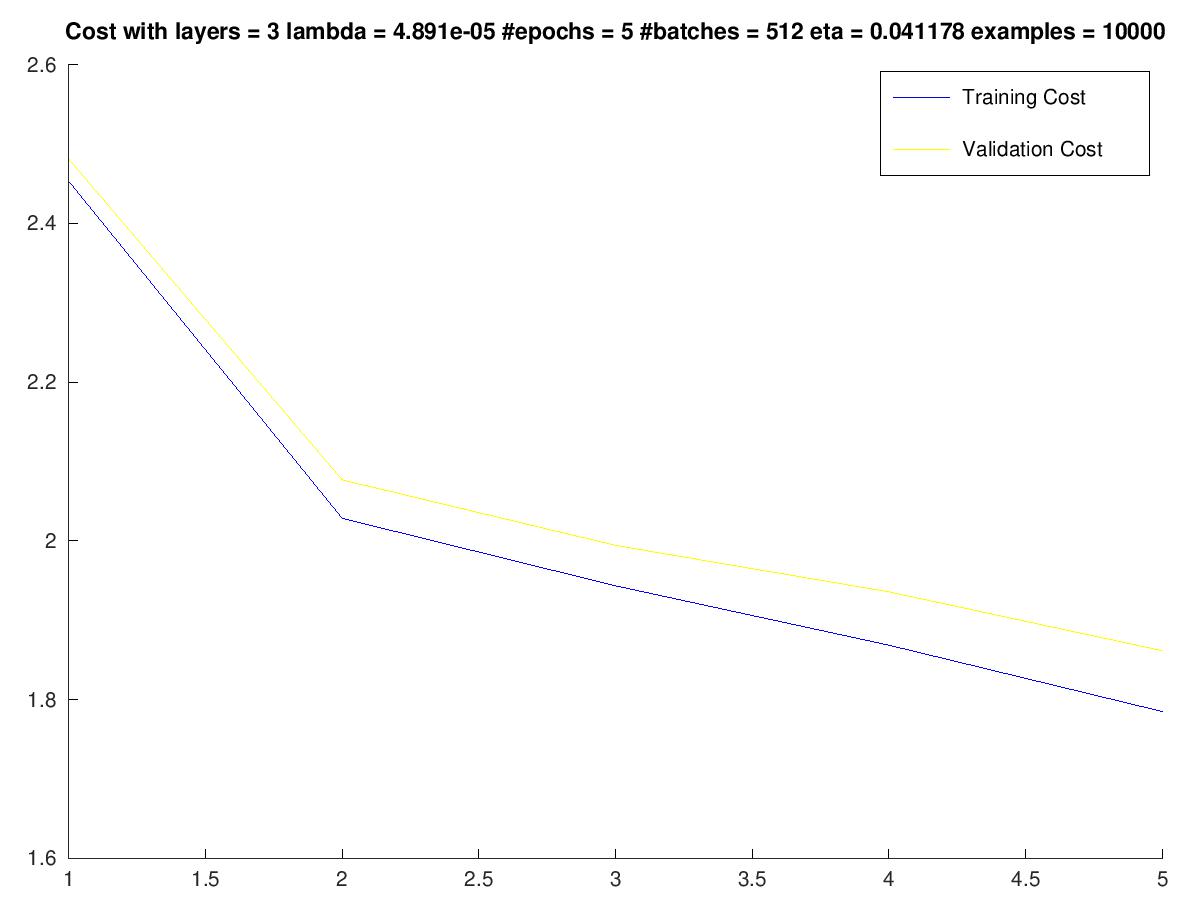 Cost with layers = 3 lambda = 4.891e-05 #epochs = 5 #batches = 512 eta = 0.041178 examples = 10000
2.6
Training Cost
Validation Cost
2.4
2.2
2
1.8
1.6
1 1.5 2 2.5 3 3.5 4 4.5 5